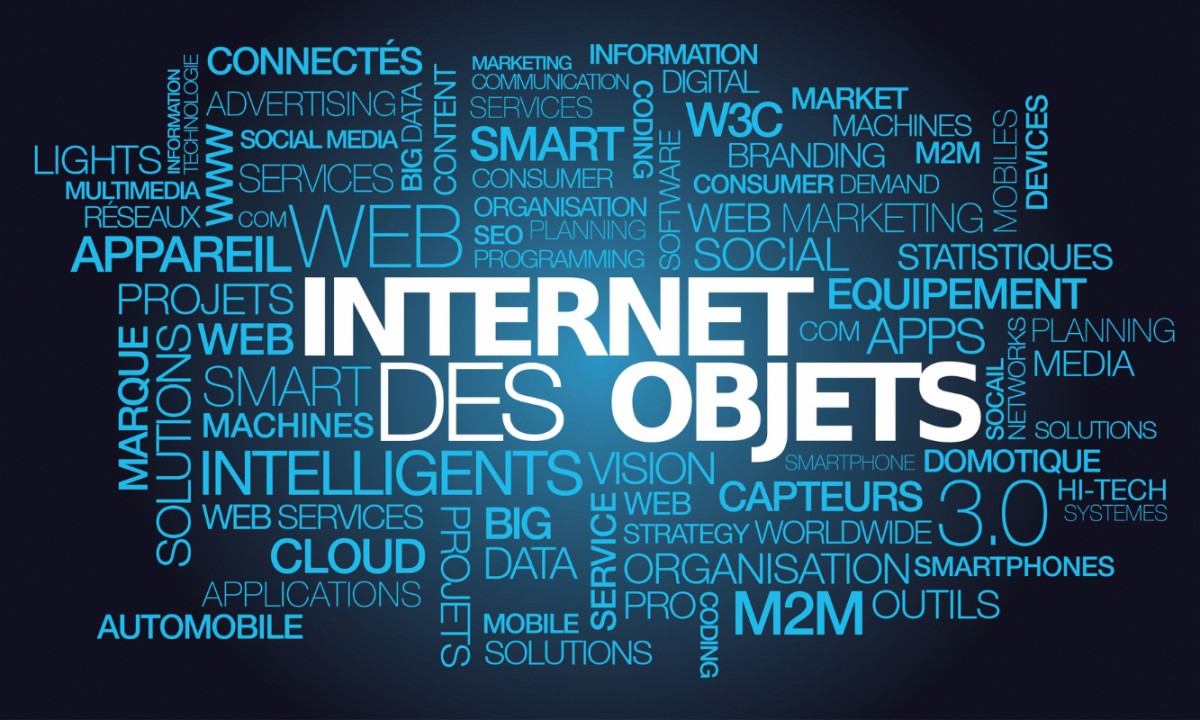 CONNECTÉS
INFORMATION
TECHNOLOGIE
ADVERTISING
BIG DATA
CONTENT
MARKETING
COMMUNICATION
SERVICES
INFORMATION
DIGITAL
CODING
SOFTWARE
W3C
MARKET
MACHINES
BRANDING
M2M
MOBILES
DEVICES
LIGHTS
MULTIMEDIA
RÉSEAUX
WWW
SOCIAL MEDIA
SERVICES
COM
WEB
SMART
CONSUMER
ORGANISATION
SEO PLANNING
PROGRAMMING
CONSUMER DEMAND
WEB MARKETING
SOCIAL
STATISTIQUES
APPAREIL
PROJETS
WEB
INTERNET
DES OBJETS
EQUIPEMENT
COM APPS
SOCAIL
NETWORKS
PLANNING
MEDIA
SOLUTIONS
MARQUE
SOLUTIONS
SMART
MACHINES
INTELLIGENTS
VISION
SMARTPHONE
DOMOTIQUE
WEB
CAPTEURS
3.0
HI-TECH
SYSTEMES
WEB SERVICES
CLOUD
PROJETS
BIG
DATA
SERVICE
STRATEGY WORLDWIDE
ORGANISATION
SMARTPHONES
APPLICATIONS
AUTOMOBILE
MOBILE
SOLUTIONS
PRO
CODING
M2M
OUTILS